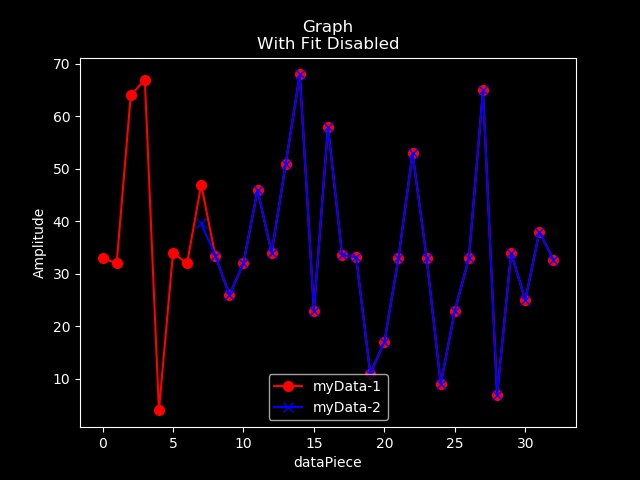 Graph
With Fit Disabled
70
60
50
40
30
20
10
Amplitude
myData-1
myData-2
0 5 10 15 20 25 30
dataPiece